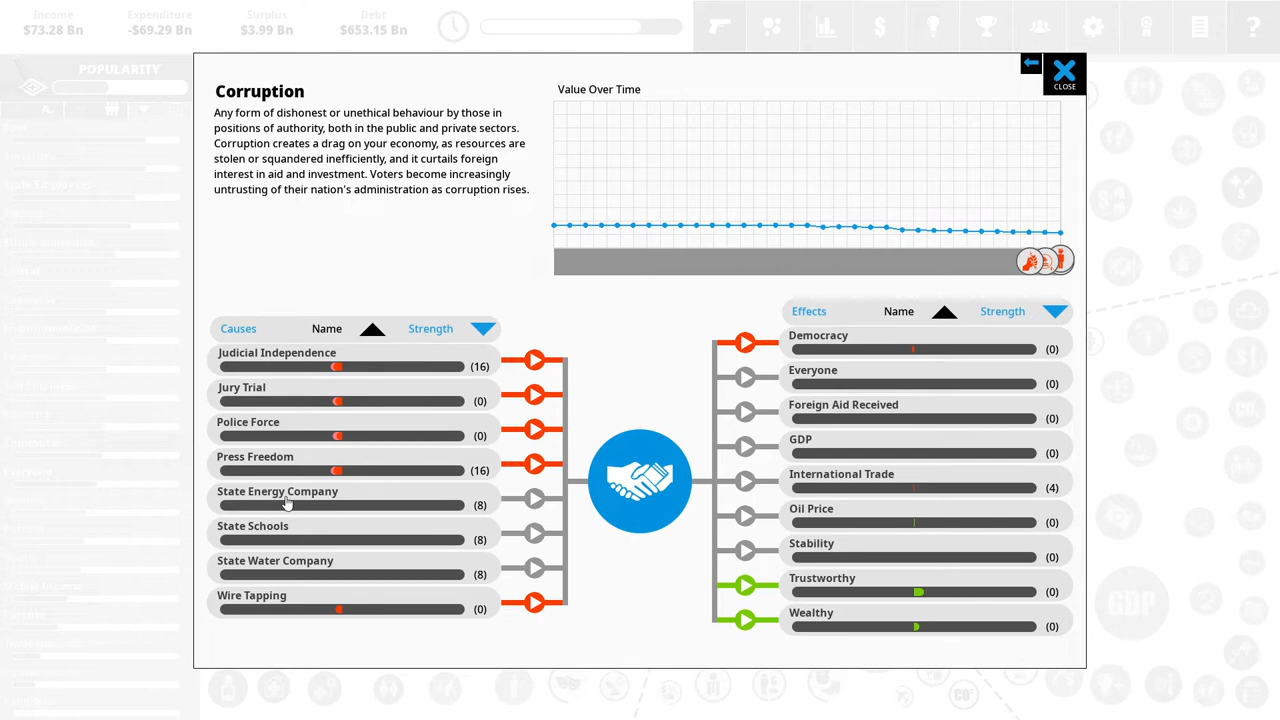 Income
Expenditure
Surplus
Debt
$73.28 Bn
-$69.29 Bn
$3.99 Bn
$653.15 Bn
?
POPULARITY
CLOSE
Corruption
Any form of dishonest or unethical behaviour by those in
positions of authority, both in the public and private sectors.
Corruption creates a drag on your economy, as resources are
stolen or squandered inefficiently, and it curtails foreign
interest in aid and investment. Voters become increasingly
untrusting of their nation's administration as corruption rises.
Value Over Time
Causes Name Strength
Judicial Independence
(16)
Jury Trial
(0)
Police Force
(0)
Press Freedom
(16)
State Energy Company
(8)
State Schools
(8)
State Water Company
(8)
Wire Tapping
(0)
Effects Name Strength
Democracy
(0)
Everyone
(0)
Foreign Aid Received
(0)
GDP
(0)
International Trade
(4)
Oil Price
(0)
Stability
(0)
Trustworthy
(0)
Wealthy
(0)
GDP